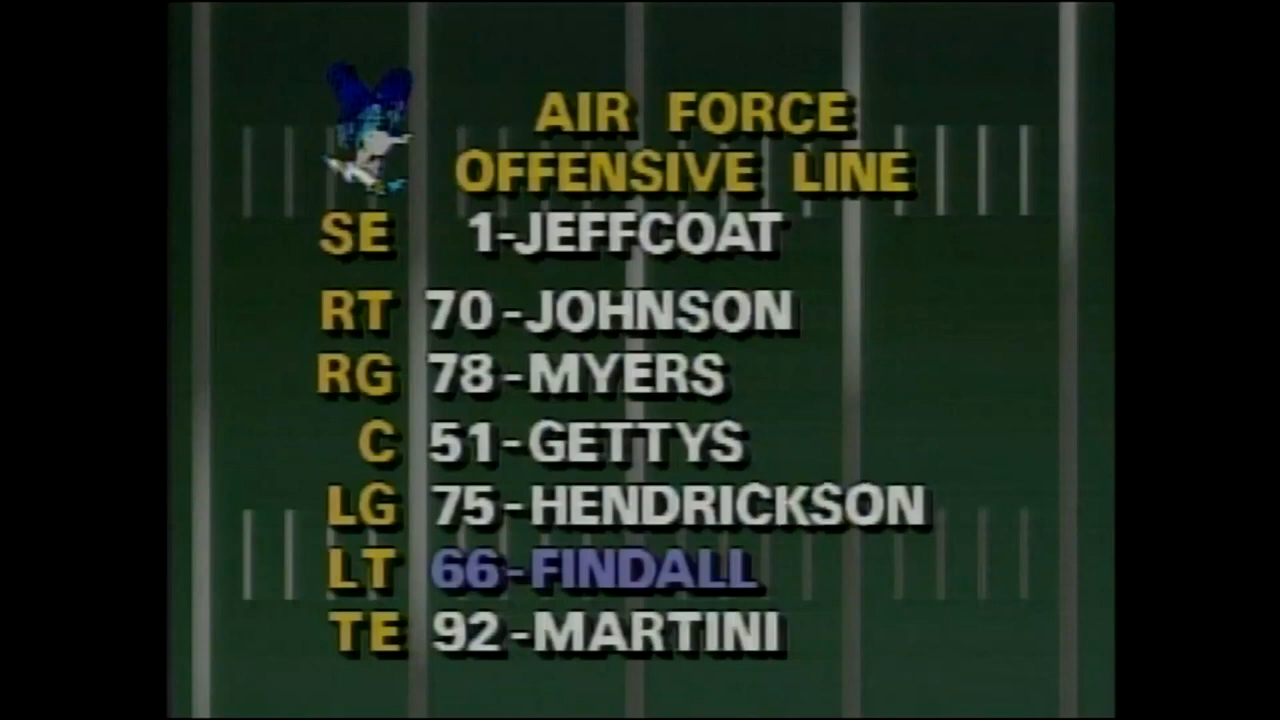 AIR FORCE
OFFENSIVE LINE
SE 1-JEFFCOAT
RT 70-JOHNSON
RG 78-MYERS
C 51-GETTYS
LG 75-HENDRICKSON
LT 66-FINDALL
TE 92-MARTINI